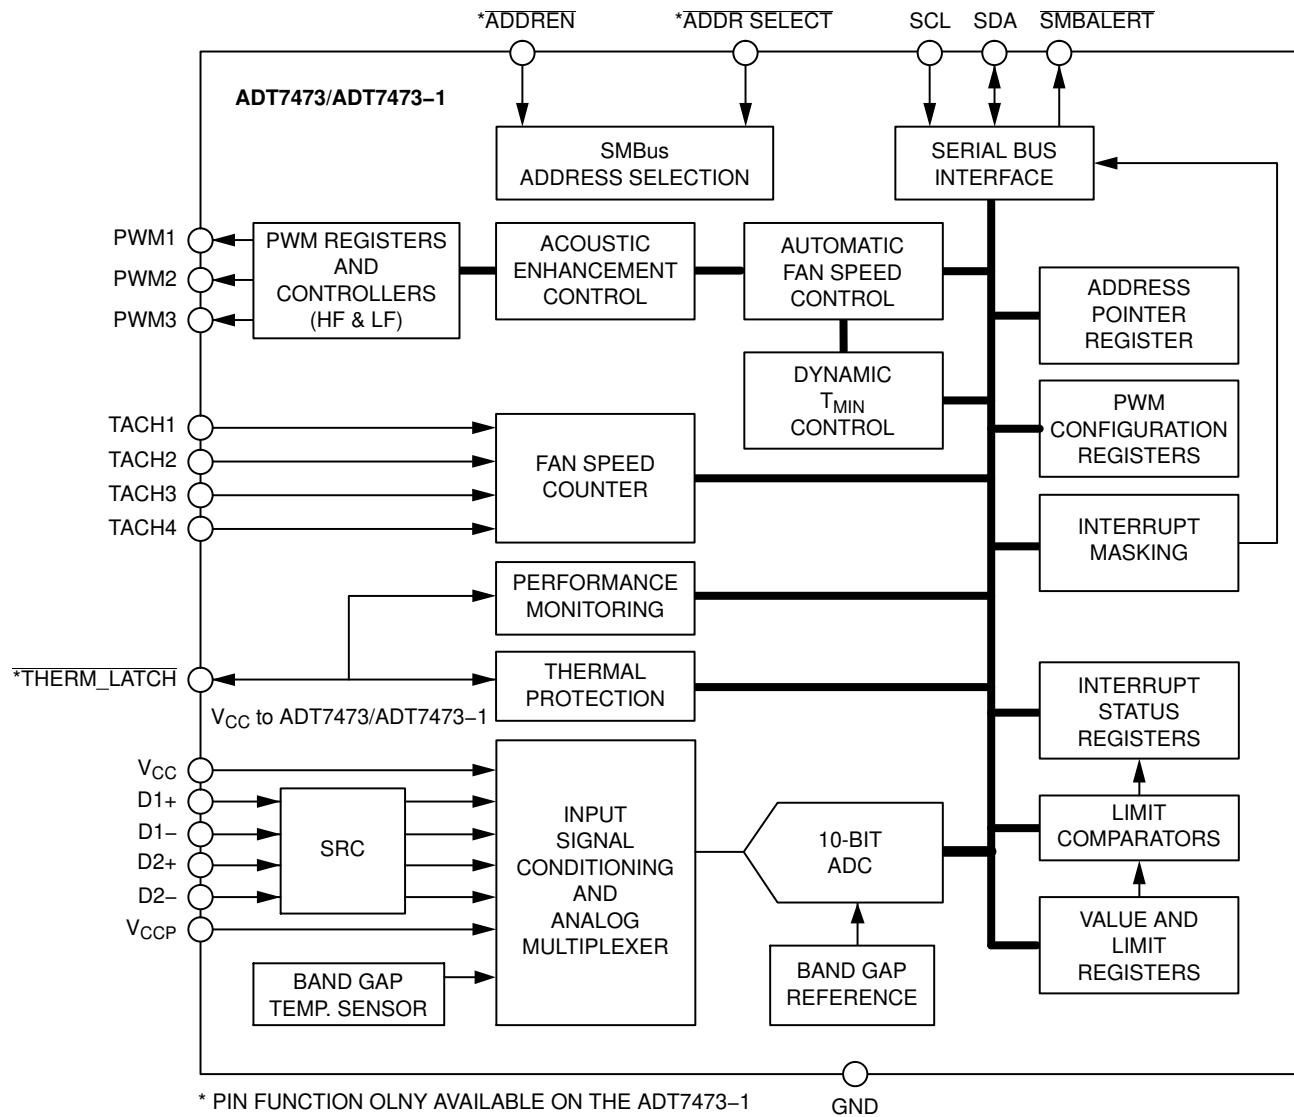 *ADDREN
*ADDR SELECT
SCL
SDA
SMBALERT
ADT7473/ADT7473–1
SMBus
ADDRESS SELECTION
SERIAL BUS
INTERFACE
PWM1
PWM2
PWM3
PWM REGISTERS
AND
CONTROLLERS
(HF & LF)
ACOUSTIC
ENHANCEMENT
CONTROL
AUTOMATIC
FAN SPEED
CONTROL
ADDRESS
POINTER
REGISTER
DYNAMIC
TMIN
CONTROL
PWM
CONFIGURATION
REGISTERS
TACH1
TACH2
TACH3
TACH4
FAN SPEED
COUNTER
INTERRUPT
MASKING
PERFORMANCE
MONITORING
*THERM_LATCH
THERMAL
PROTECTION
INTERRUPT
STATUS
REGISTERS
VCC to ADT7473/ADT7473–1
VCC
D1+
D1–
D2+
D2–
VCCP
SRC
INPUT
SIGNAL
CONDITIONING
AND
ANALOG
MULTIPLEXER
10-BIT
ADC
LIMIT
COMPARATORS
BAND GAP
TEMP. SENSOR
BAND GAP
REFERENCE
VALUE AND
LIMIT
REGISTERS
* PIN FUNCTION OLNY AVAILABLE ON THE ADT7473–1
GND